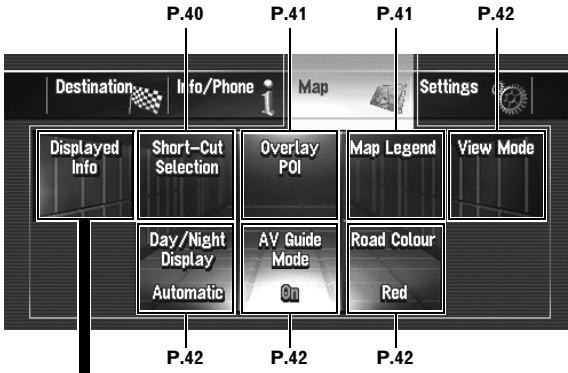 P.40 P.41 P.41 P.42
Destination Info/Phone i Map Settings
Displayed Info
Short-Cut Selection
Overlay POI
Map Legend
View Mode
Day/Night Display
Automatic
AV Guide Mode
On
Road Colour
Red
P.42 P.42 P.42